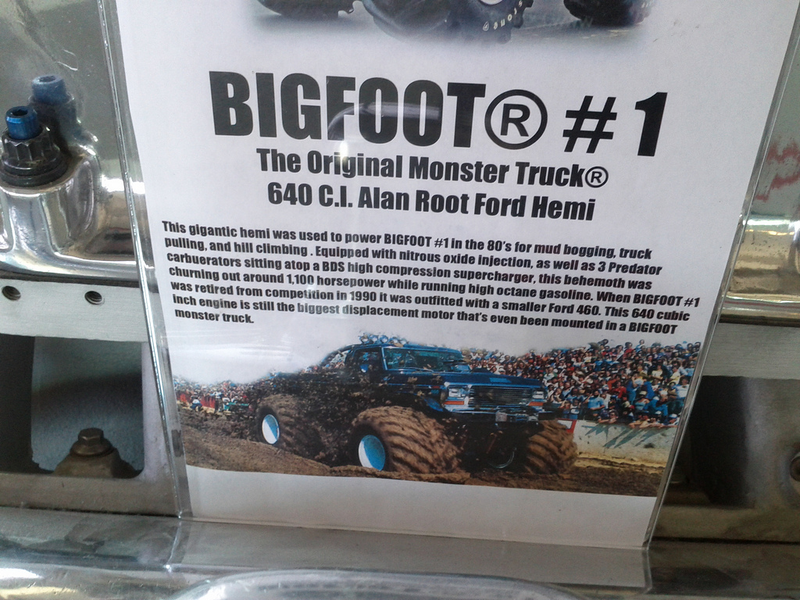 BIGFOOT® #1
The Original Monster Truck®
640 C.I. Alan Root Ford Hemi
This gigantic hemi was used to power BIGFOOT #1 in the 80's for mud bogging, truck
pulling, and hill climbing . Equipped with nitrous oxide injection, as well as 3 Predator
carbuerators sitting atop a BDS high compression supercharger, this behemoth was
churning out around 1,100 horsepower while running high octane gasoline. When BIGFOOT #1
was retired from competition in 1990 it was outfitted with a smaller Ford 460. This 640 cubic
inch engine is still the biggest displacement motor that's even been mounted in a BIGFOOT
monster truck.